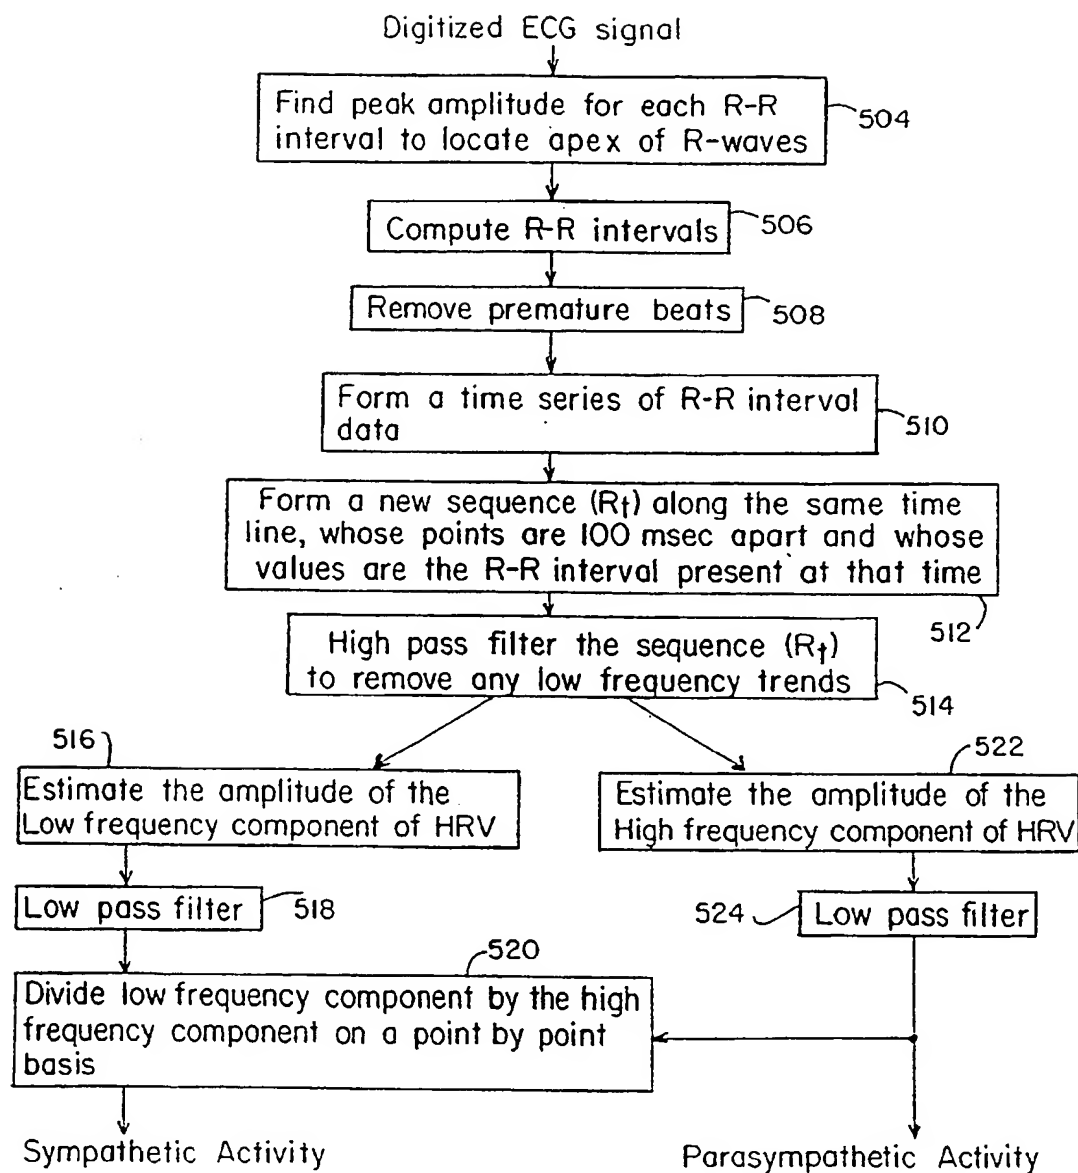 Digitized ECG signal
Find peak amplitude for each R-R
interval to locate apex of R-waves
504
Compute R-R intervals
506
Remove premature beats
508
Form a time series of R-R interval
data
510
Form a new sequence (Rt) along the same time
line, whose points are 100 msec apart and whose
values are the R-R interval present at that time
512
High pass filter the sequence (Rt)
to remove any low frequency trends
514
516
Estimate the amplitude of the
Low frequency component of HRV
522
Estimate the amplitude of the
High frequency component of HRV
Low pass filter
518
524
Low pass filter
520
Divide low frequency component by the high
frequency component on a point by point
basis
Sympathetic Activity
Parasympathetic Activity